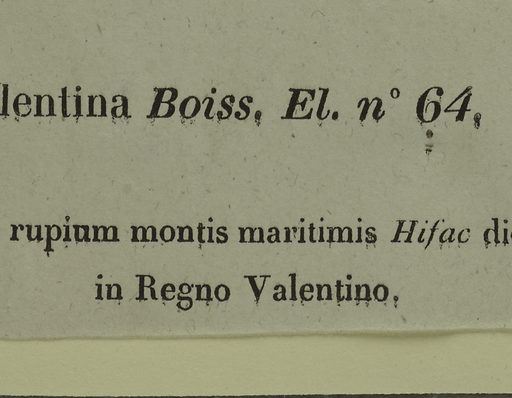 lentina Boiss. El. n° 64.
rupium montis maritimis Hifac di
in Regno Valentino.